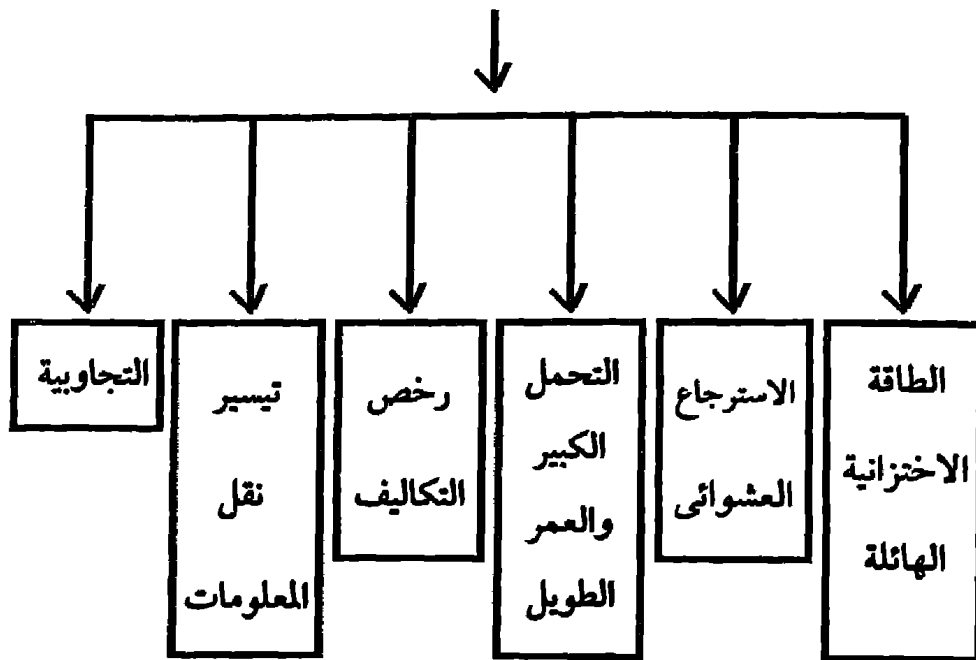 الطاقة
الاختزانية
الهائلة
الاسترجاع
العشوائى
التحمل
الكبير
والعمر
الطويل
رخص
التكاليف
تيسير
نقل
المعلومات
التجاوبية